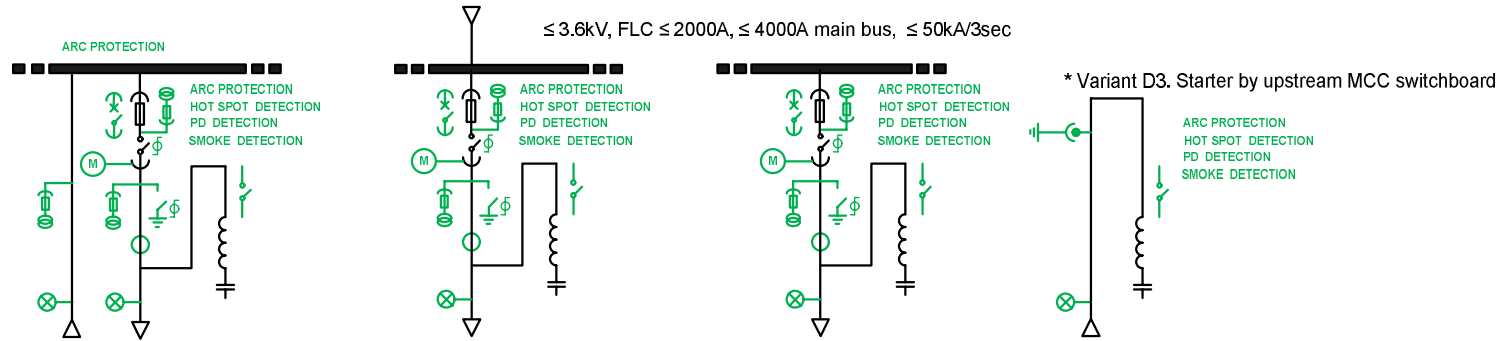 ≤ 3.6kV, FLC ≤ 2000A, ≤ 4000A main bus, ≤ 50kA/3sec
ARC PROTECTION
ARC PROTECTION
HOT SPOT DETECTION
PD DETECTION
SMOKE DETECTION
M
ARC PROTECTION
HOT SPOT DETECTION
PD DETECTION
SMOKE DETECTION
M
ARC PROTECTION
HOT SPOT DETECTION
PD DETECTION
SMOKE DETECTION
M
* Variant D3. Starter by upstream MCC switchboard
ARC PROTECTION
HOT SPOT DETECTION
PD DETECTION
SMOKE DETECTION